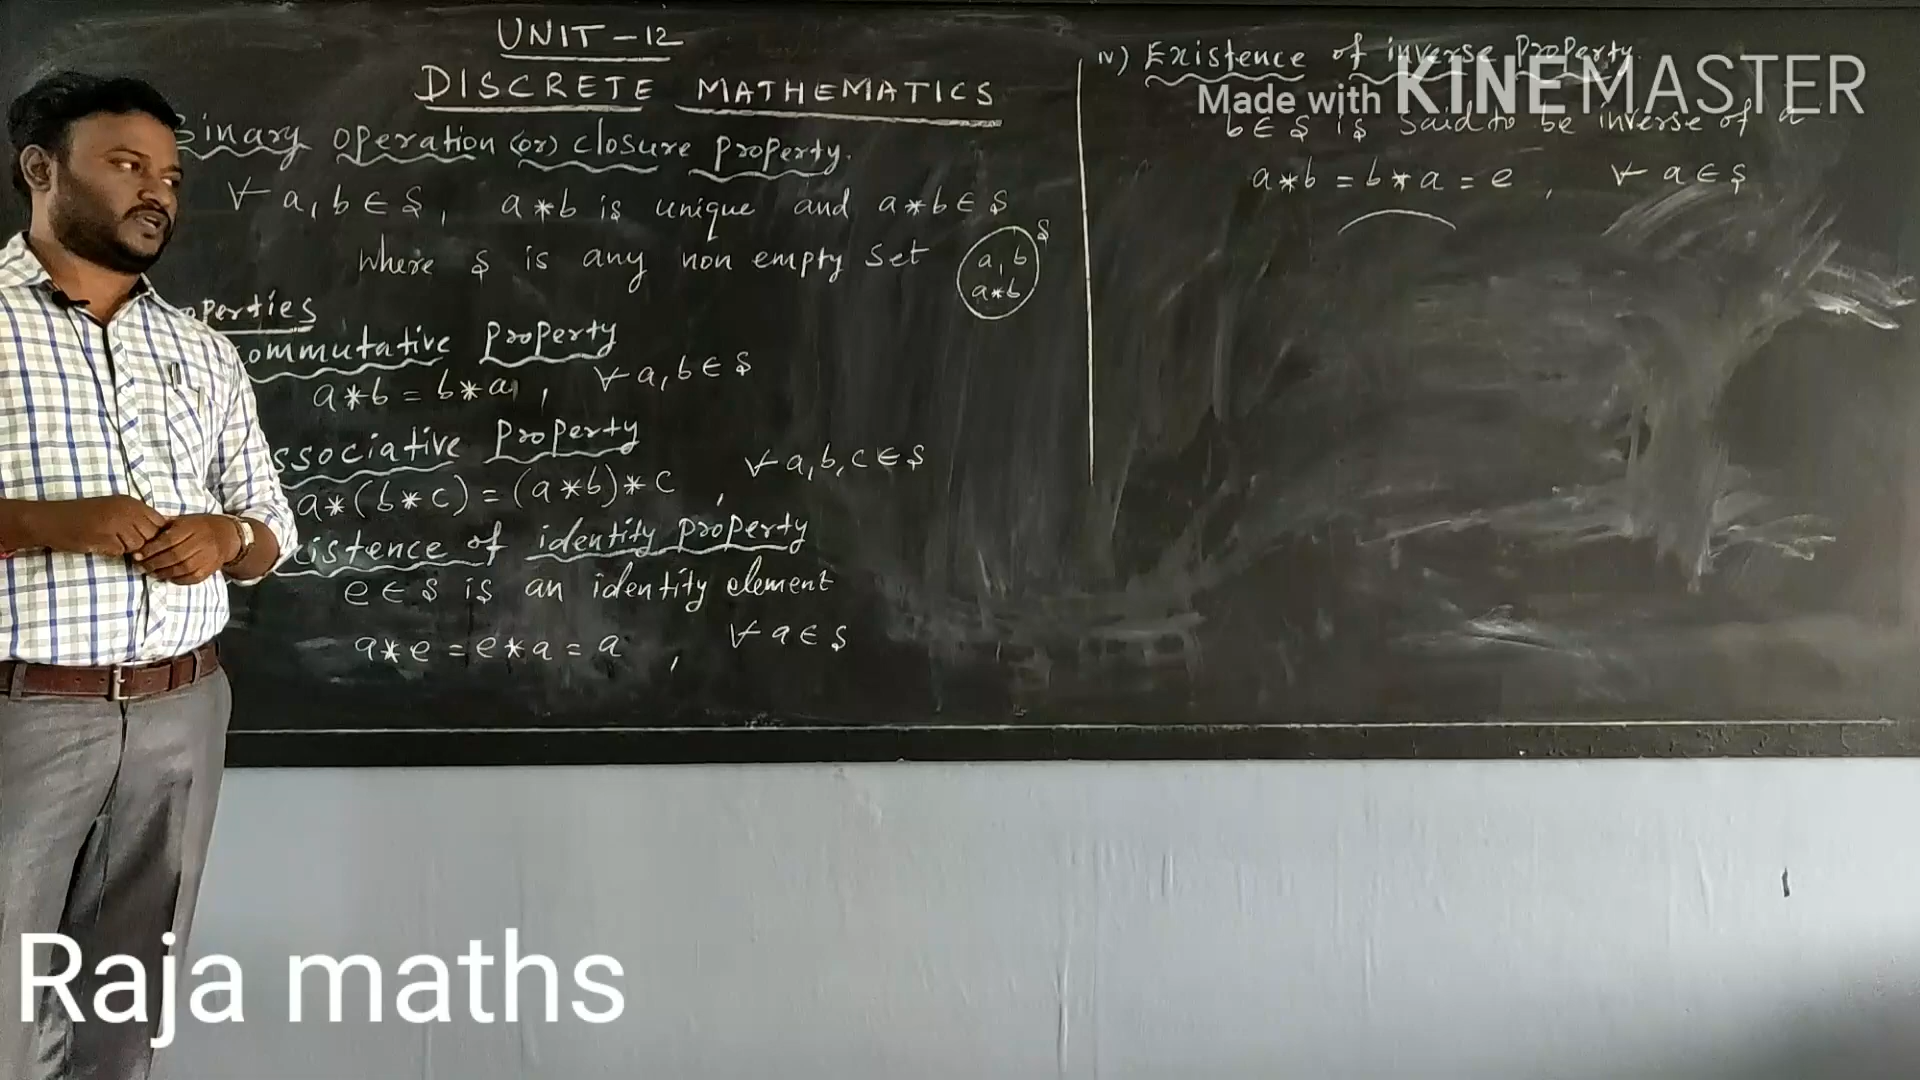 UNIT-12
DISCRETE MATHEMATICS
Binary operation (or) closure property.
∀ a, b ∈ S, a*b is unique and a*b ∈ S
where S is any non empty set
S
a, b
a*b
operties
ommutative Property
a*b = b*a, ∀ a, b ∈ S
ssociative Property
a*(b*c) = (a*b)*c, ∀ a, b, c ∈ S
xistence of identity property
e ∈ S is an identity element
a*e = e*a = a, ∀ a ∈ S
iv) Existence of inverse Property
b ∈ S is said to be inverse of a
a*b = b*a = e, ∀ a ∈ S
Made with KINEMASTER
Raja maths